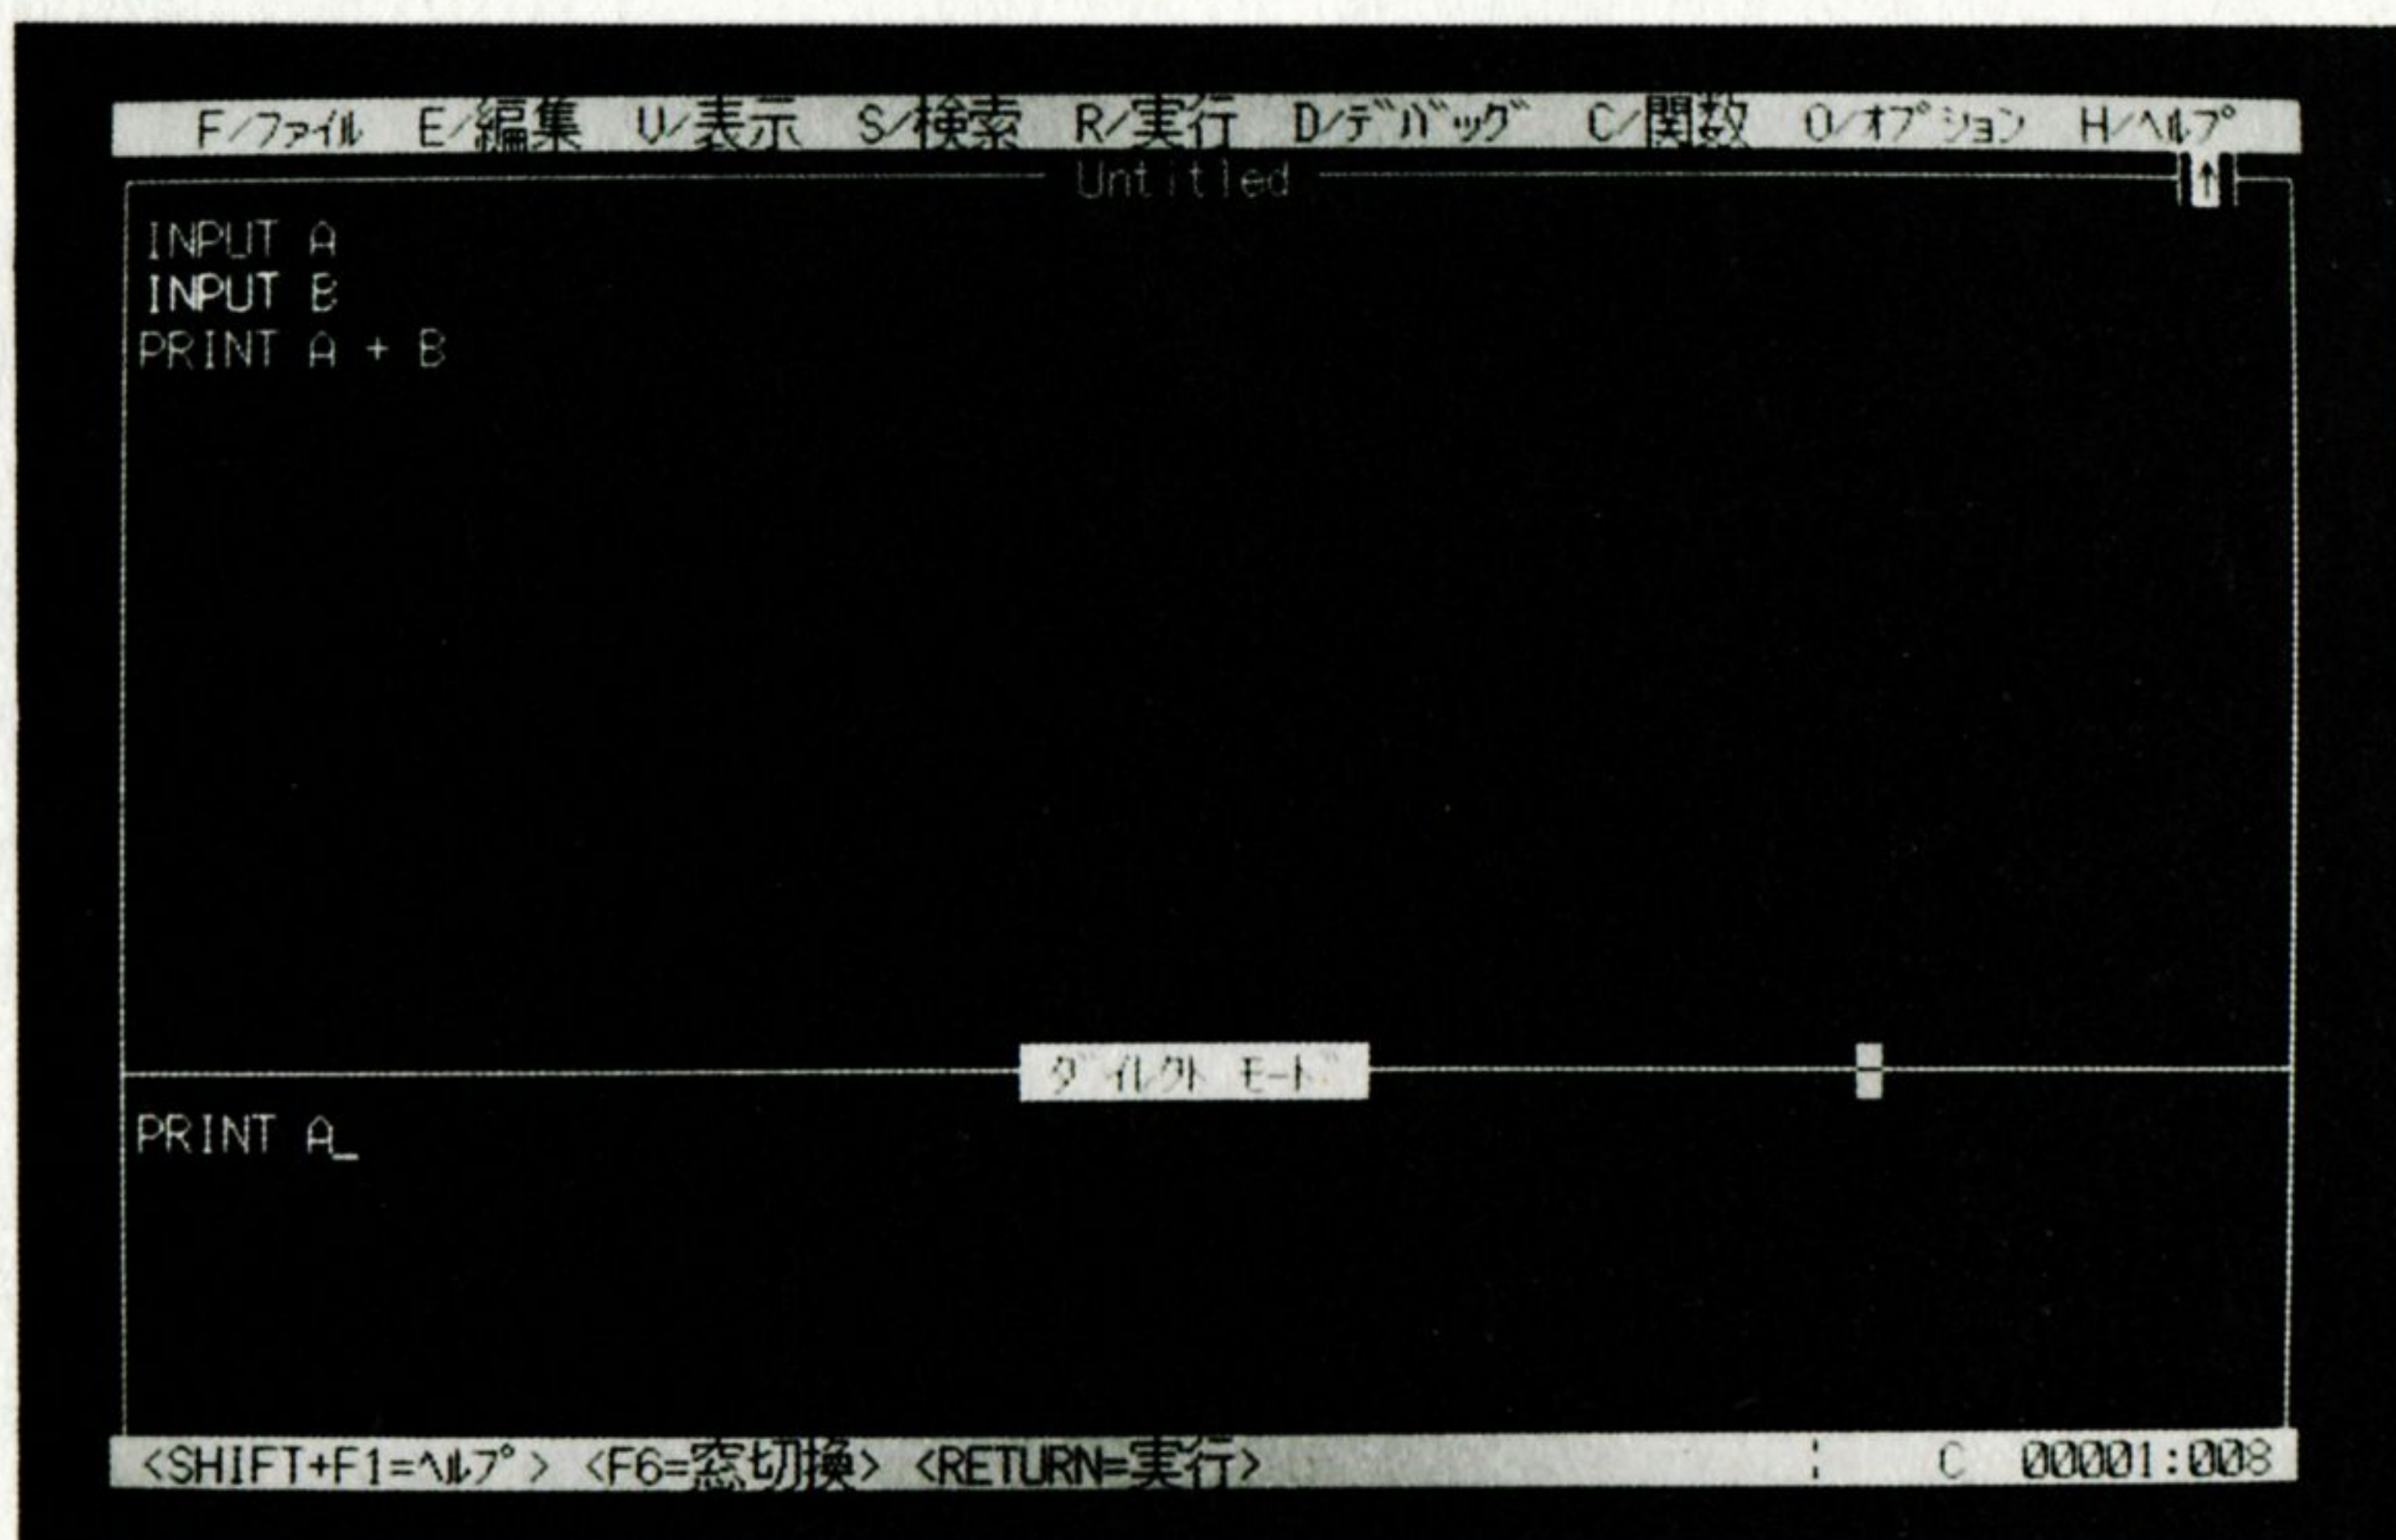 F/ﾌｧｲﾙ E/編集 V/表示 S/検索 R/実行 D/ﾃﾞﾊﾞｯｸﾞ C/関数 O/ｵﾌﾟｼｮﾝ H/ﾍﾙﾌﾟ
Untitled ↑
INPUT A
INPUT B
PRINT A + B
ﾀﾞｲﾚｸﾄ ﾓｰﾄﾞ
PRINT A_
<SHIFT+F1=ﾍﾙﾌﾟ> <F6=窓切換> <RETURN=実行> C 00001:008